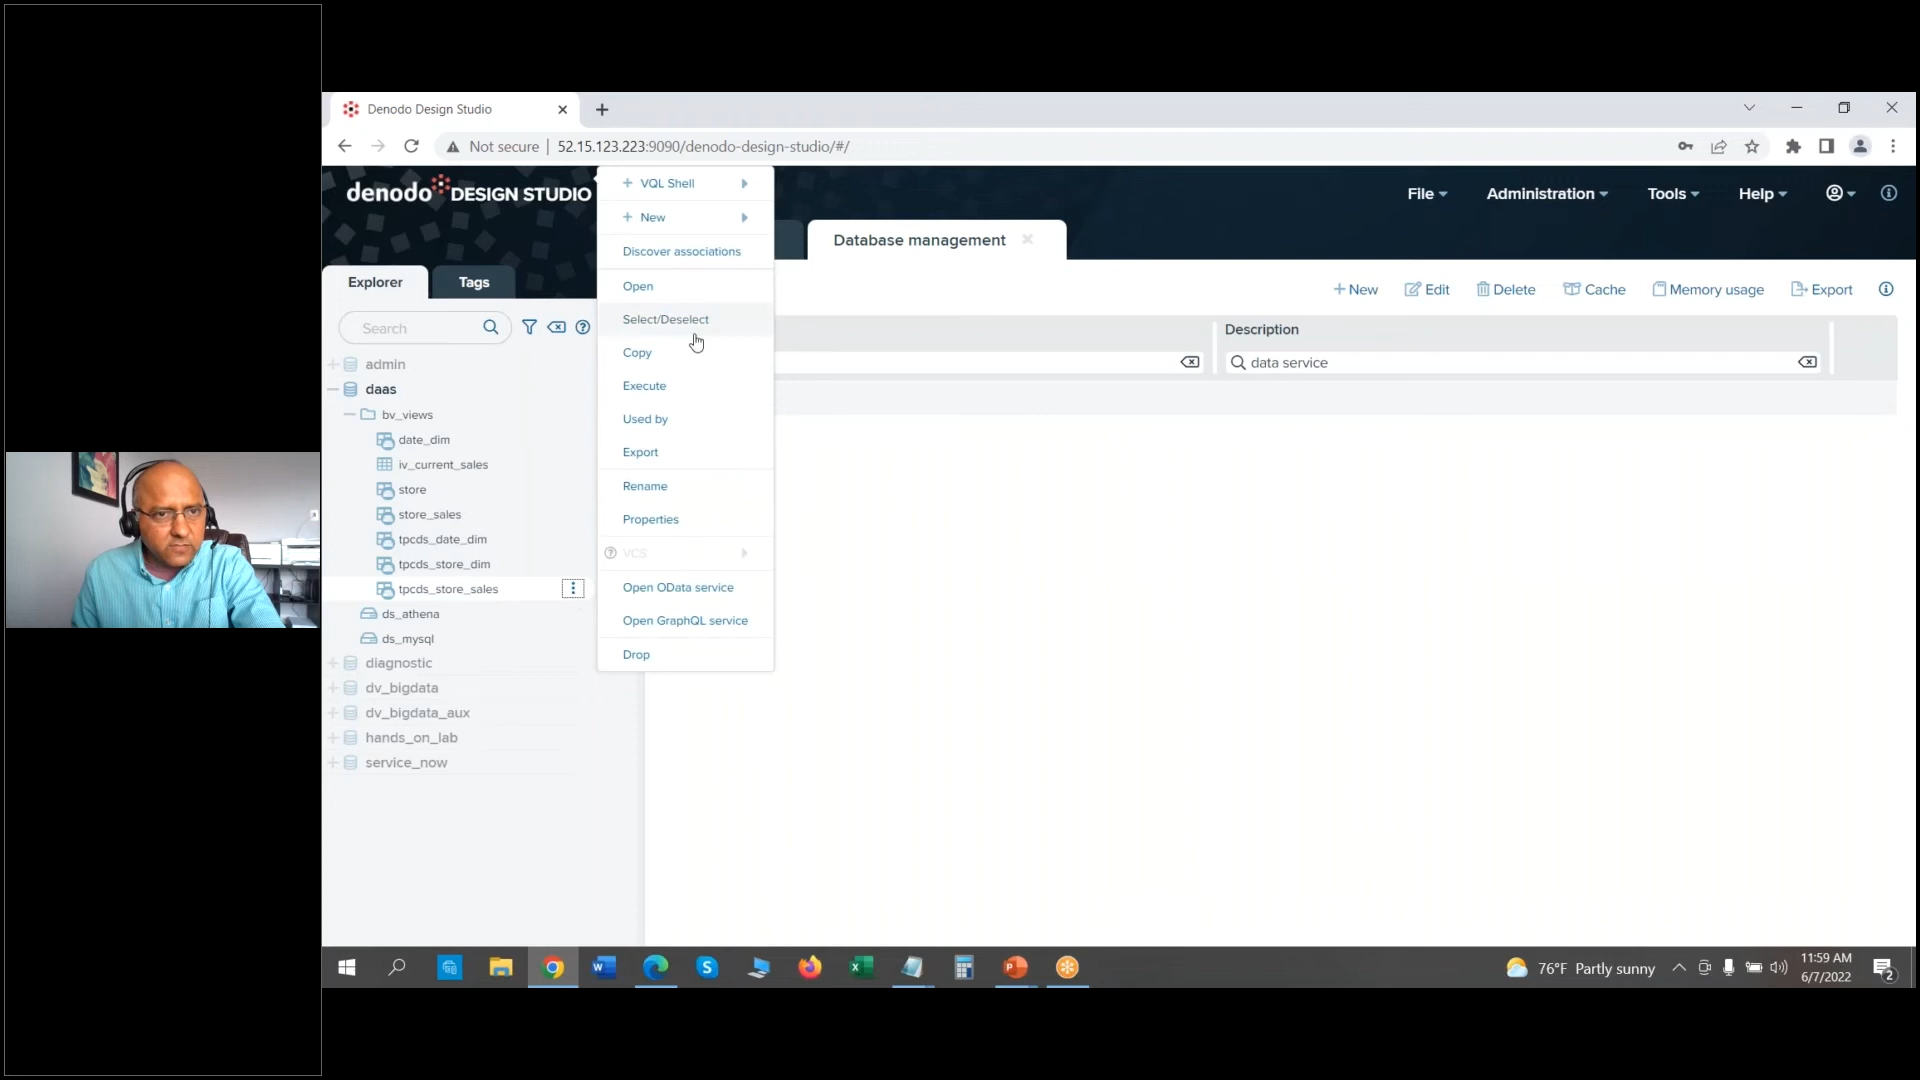 Denodo Design Studio
Not secure | 52.15.123.223:9090/denodo-design-studio/#/
denodo DESIGN STUDIO
File
Administration
Tools
Help
Database management
Explorer
Tags
Search
New
Edit
Delete
Cache
Memory usage
Export
Description
data service
admin
daas
bv_views
date_dim
iv_current_sales
store
store_sales
tpcds_date_dim
tpcds_store_dim
tpcds_store_sales
ds_athena
ds_mysql
diagnostic
dv_bigdata
dv_bigdata_aux
hands_on_lab
service_now
VQL Shell
New
Discover associations
Open
Select/Deselect
Copy
Execute
Used by
Export
Rename
Properties
VCS
Open OData service
Open GraphQL service
Drop
76°F Partly sunny
11:59 AM
6/7/2022
2